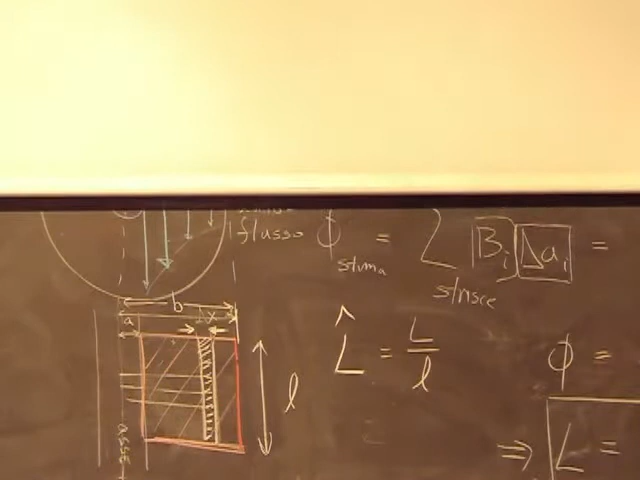 flusso
ϕ stima = Σ strisce B_i Δa_i =
b
x
a
L̂ = L/l
l
ϕ =
asse
⇒ L =